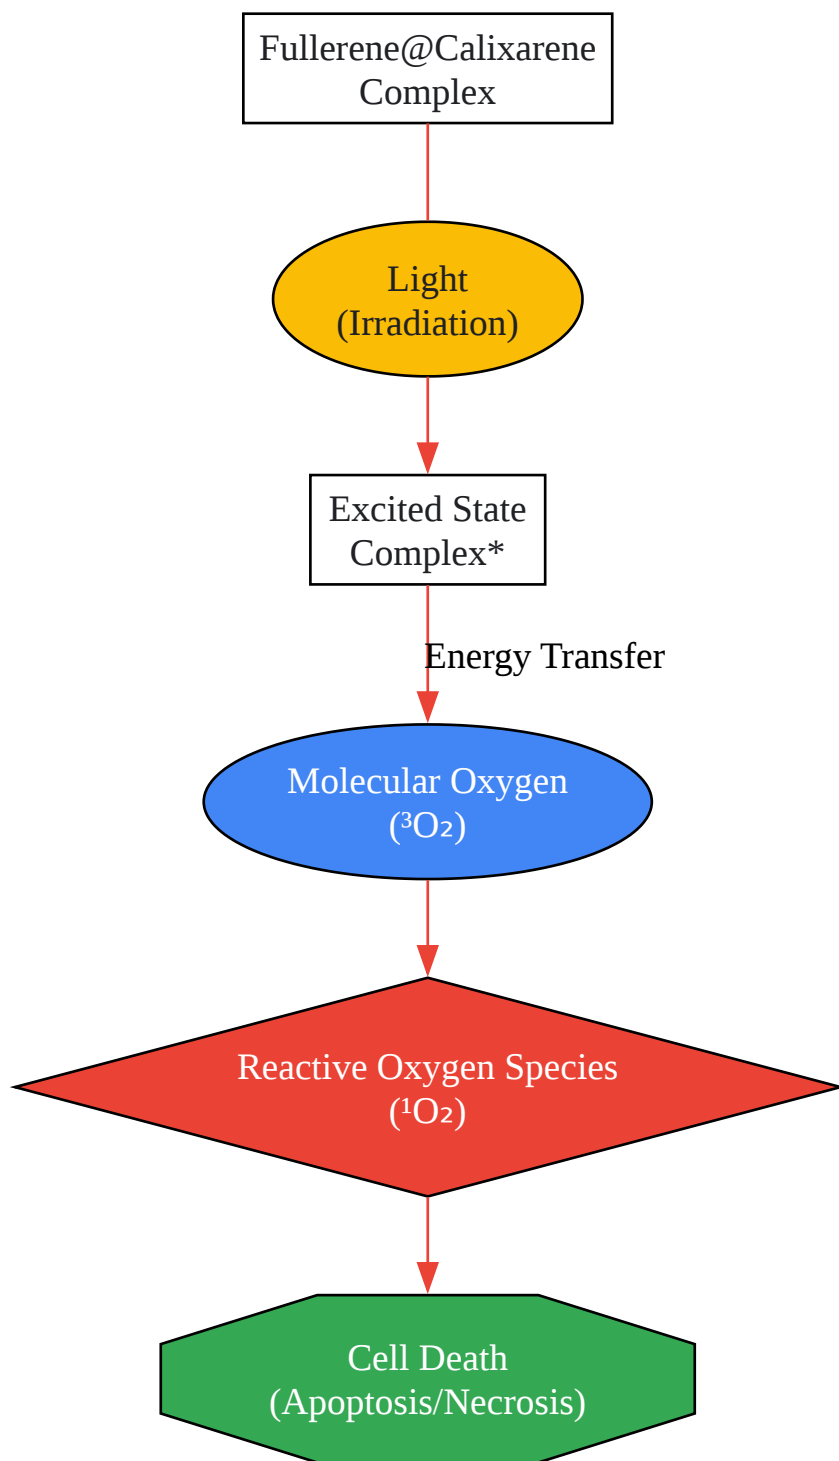 Fullerene@Calixarene
Complex
Light
(Irradiation)
Excited State
Complex*
Energy Transfer
Molecular Oxygen
(³O₂)
Reactive Oxygen Species
(¹O₂)
Cell Death
(Apoptosis/Necrosis)